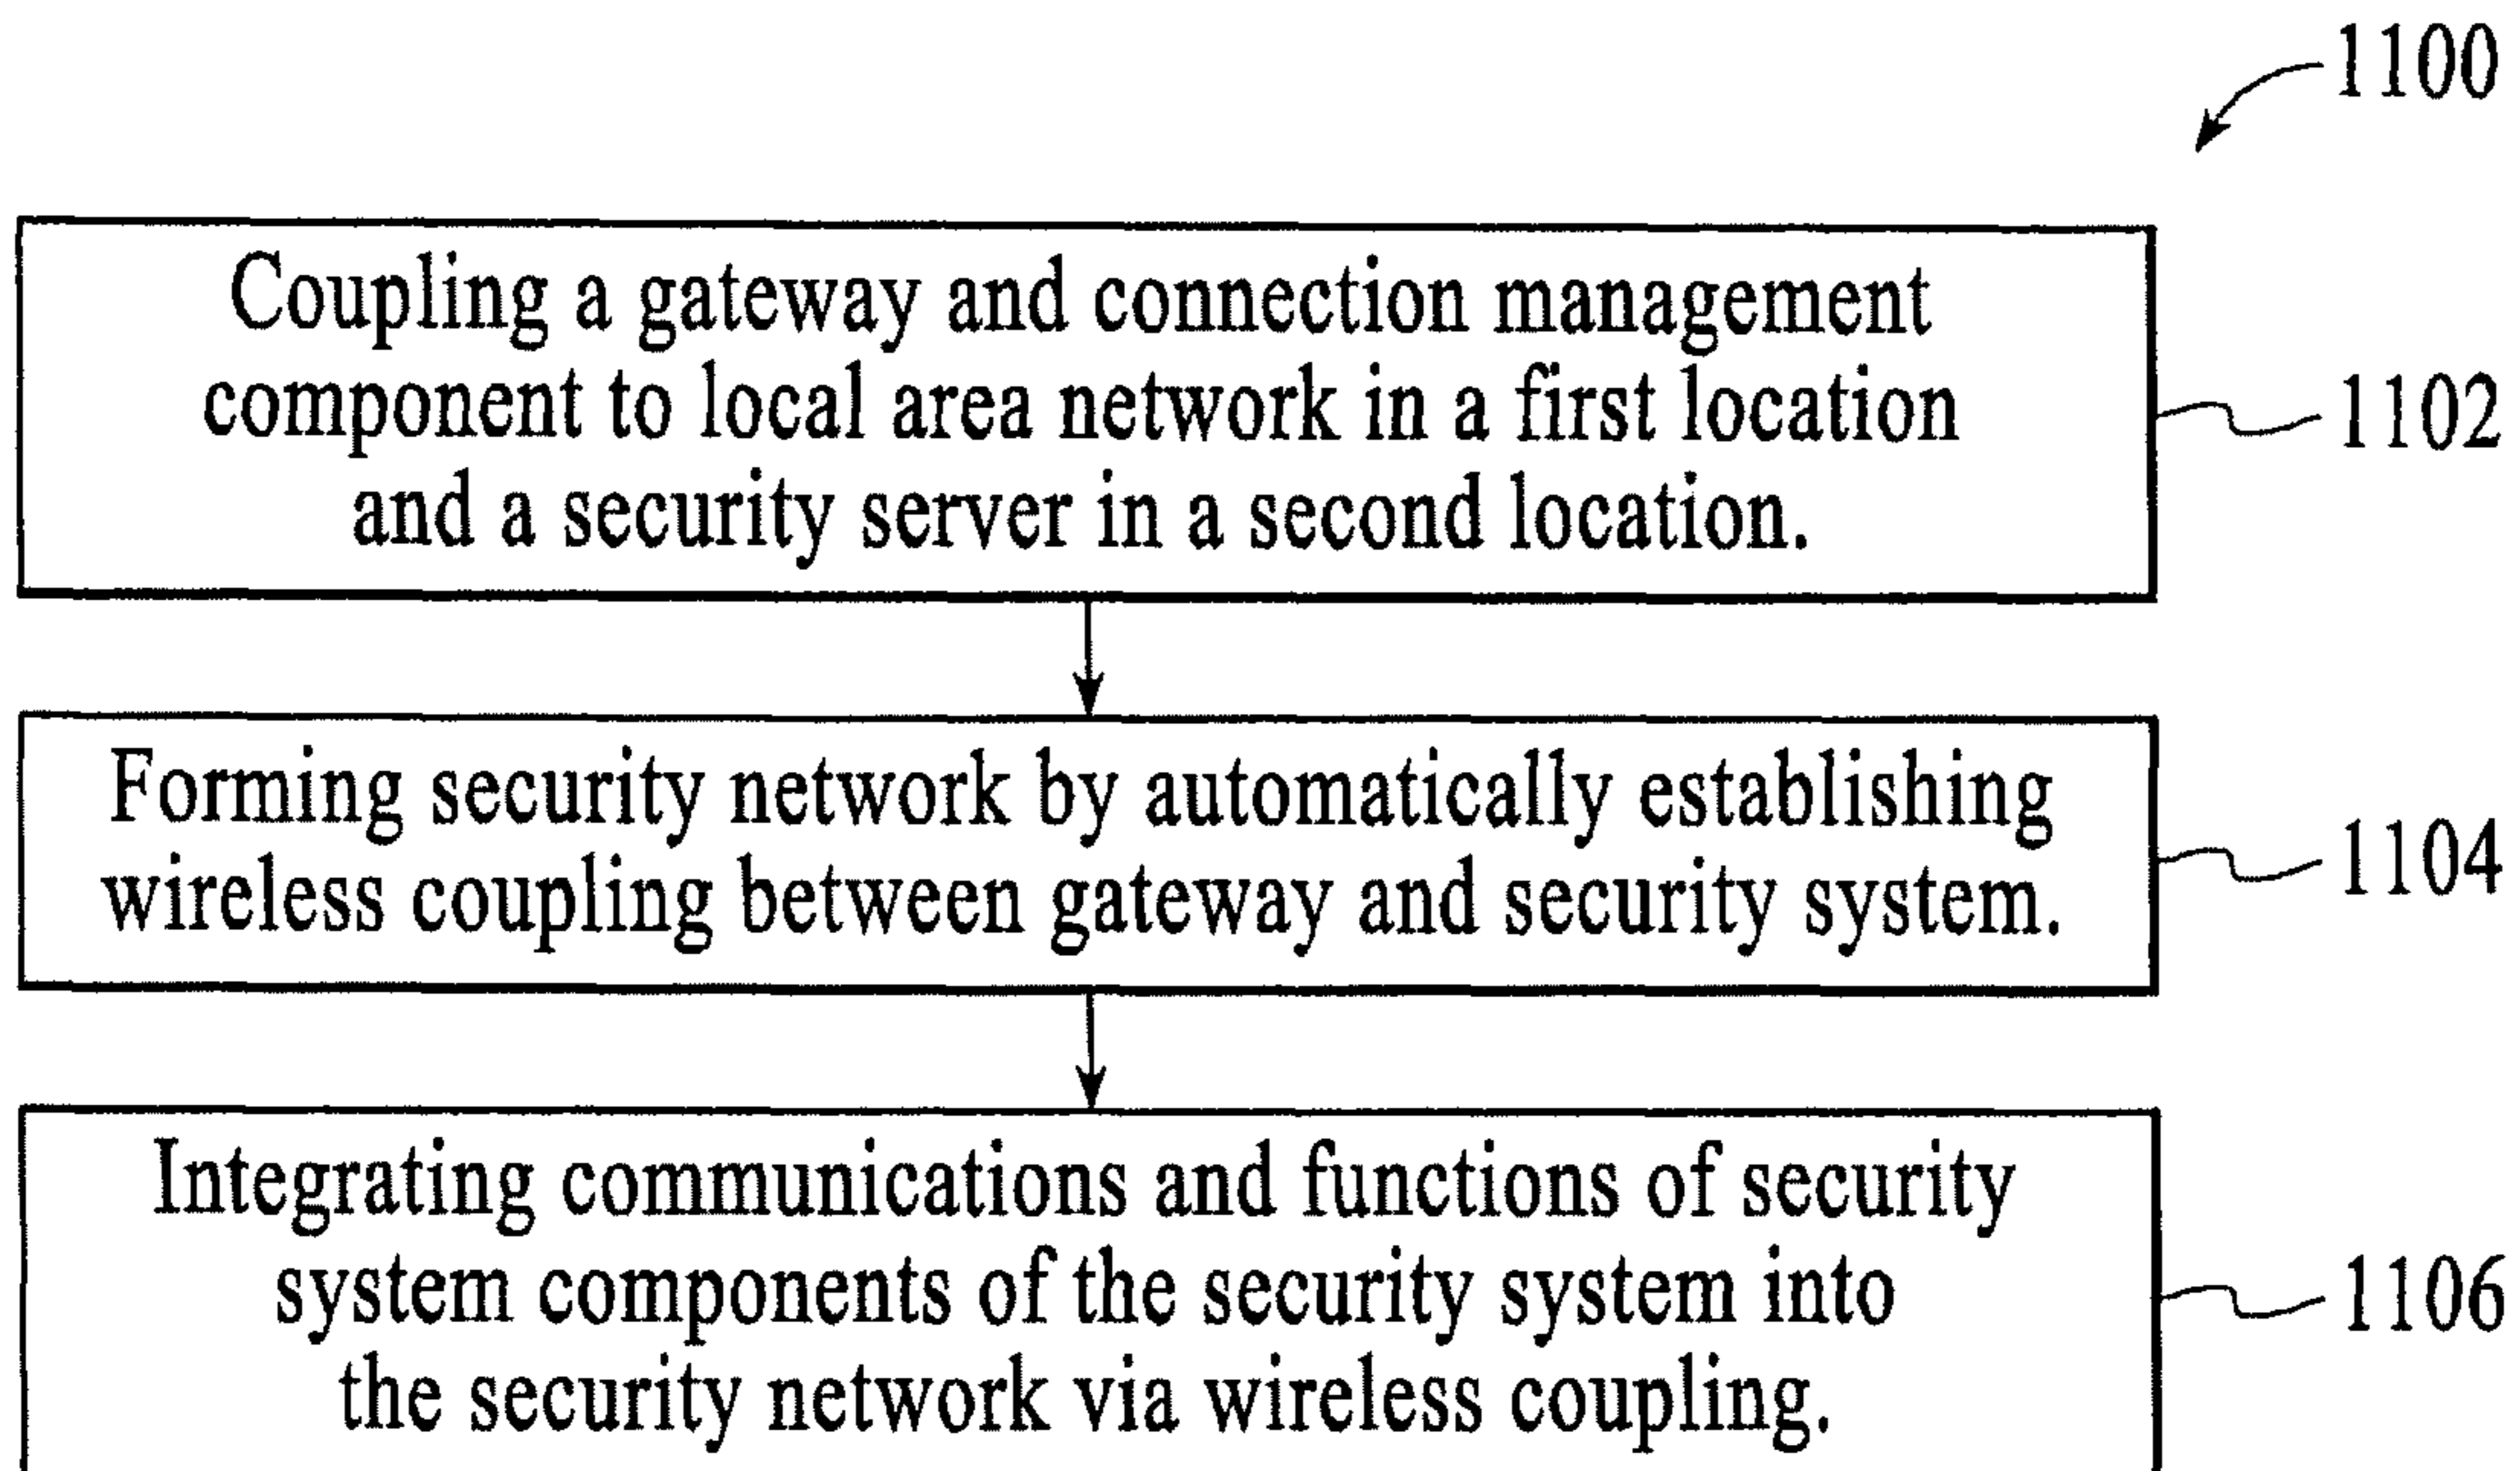 1100
Coupling a gateway and connection management
component to local area network in a first location
and a security server in a second location.
1102
Forming security network by automatically establishing
wireless coupling between gateway and security system.
1104
Integrating communications and functions of security
system components of the security system into
the security network via wireless coupling.
1106